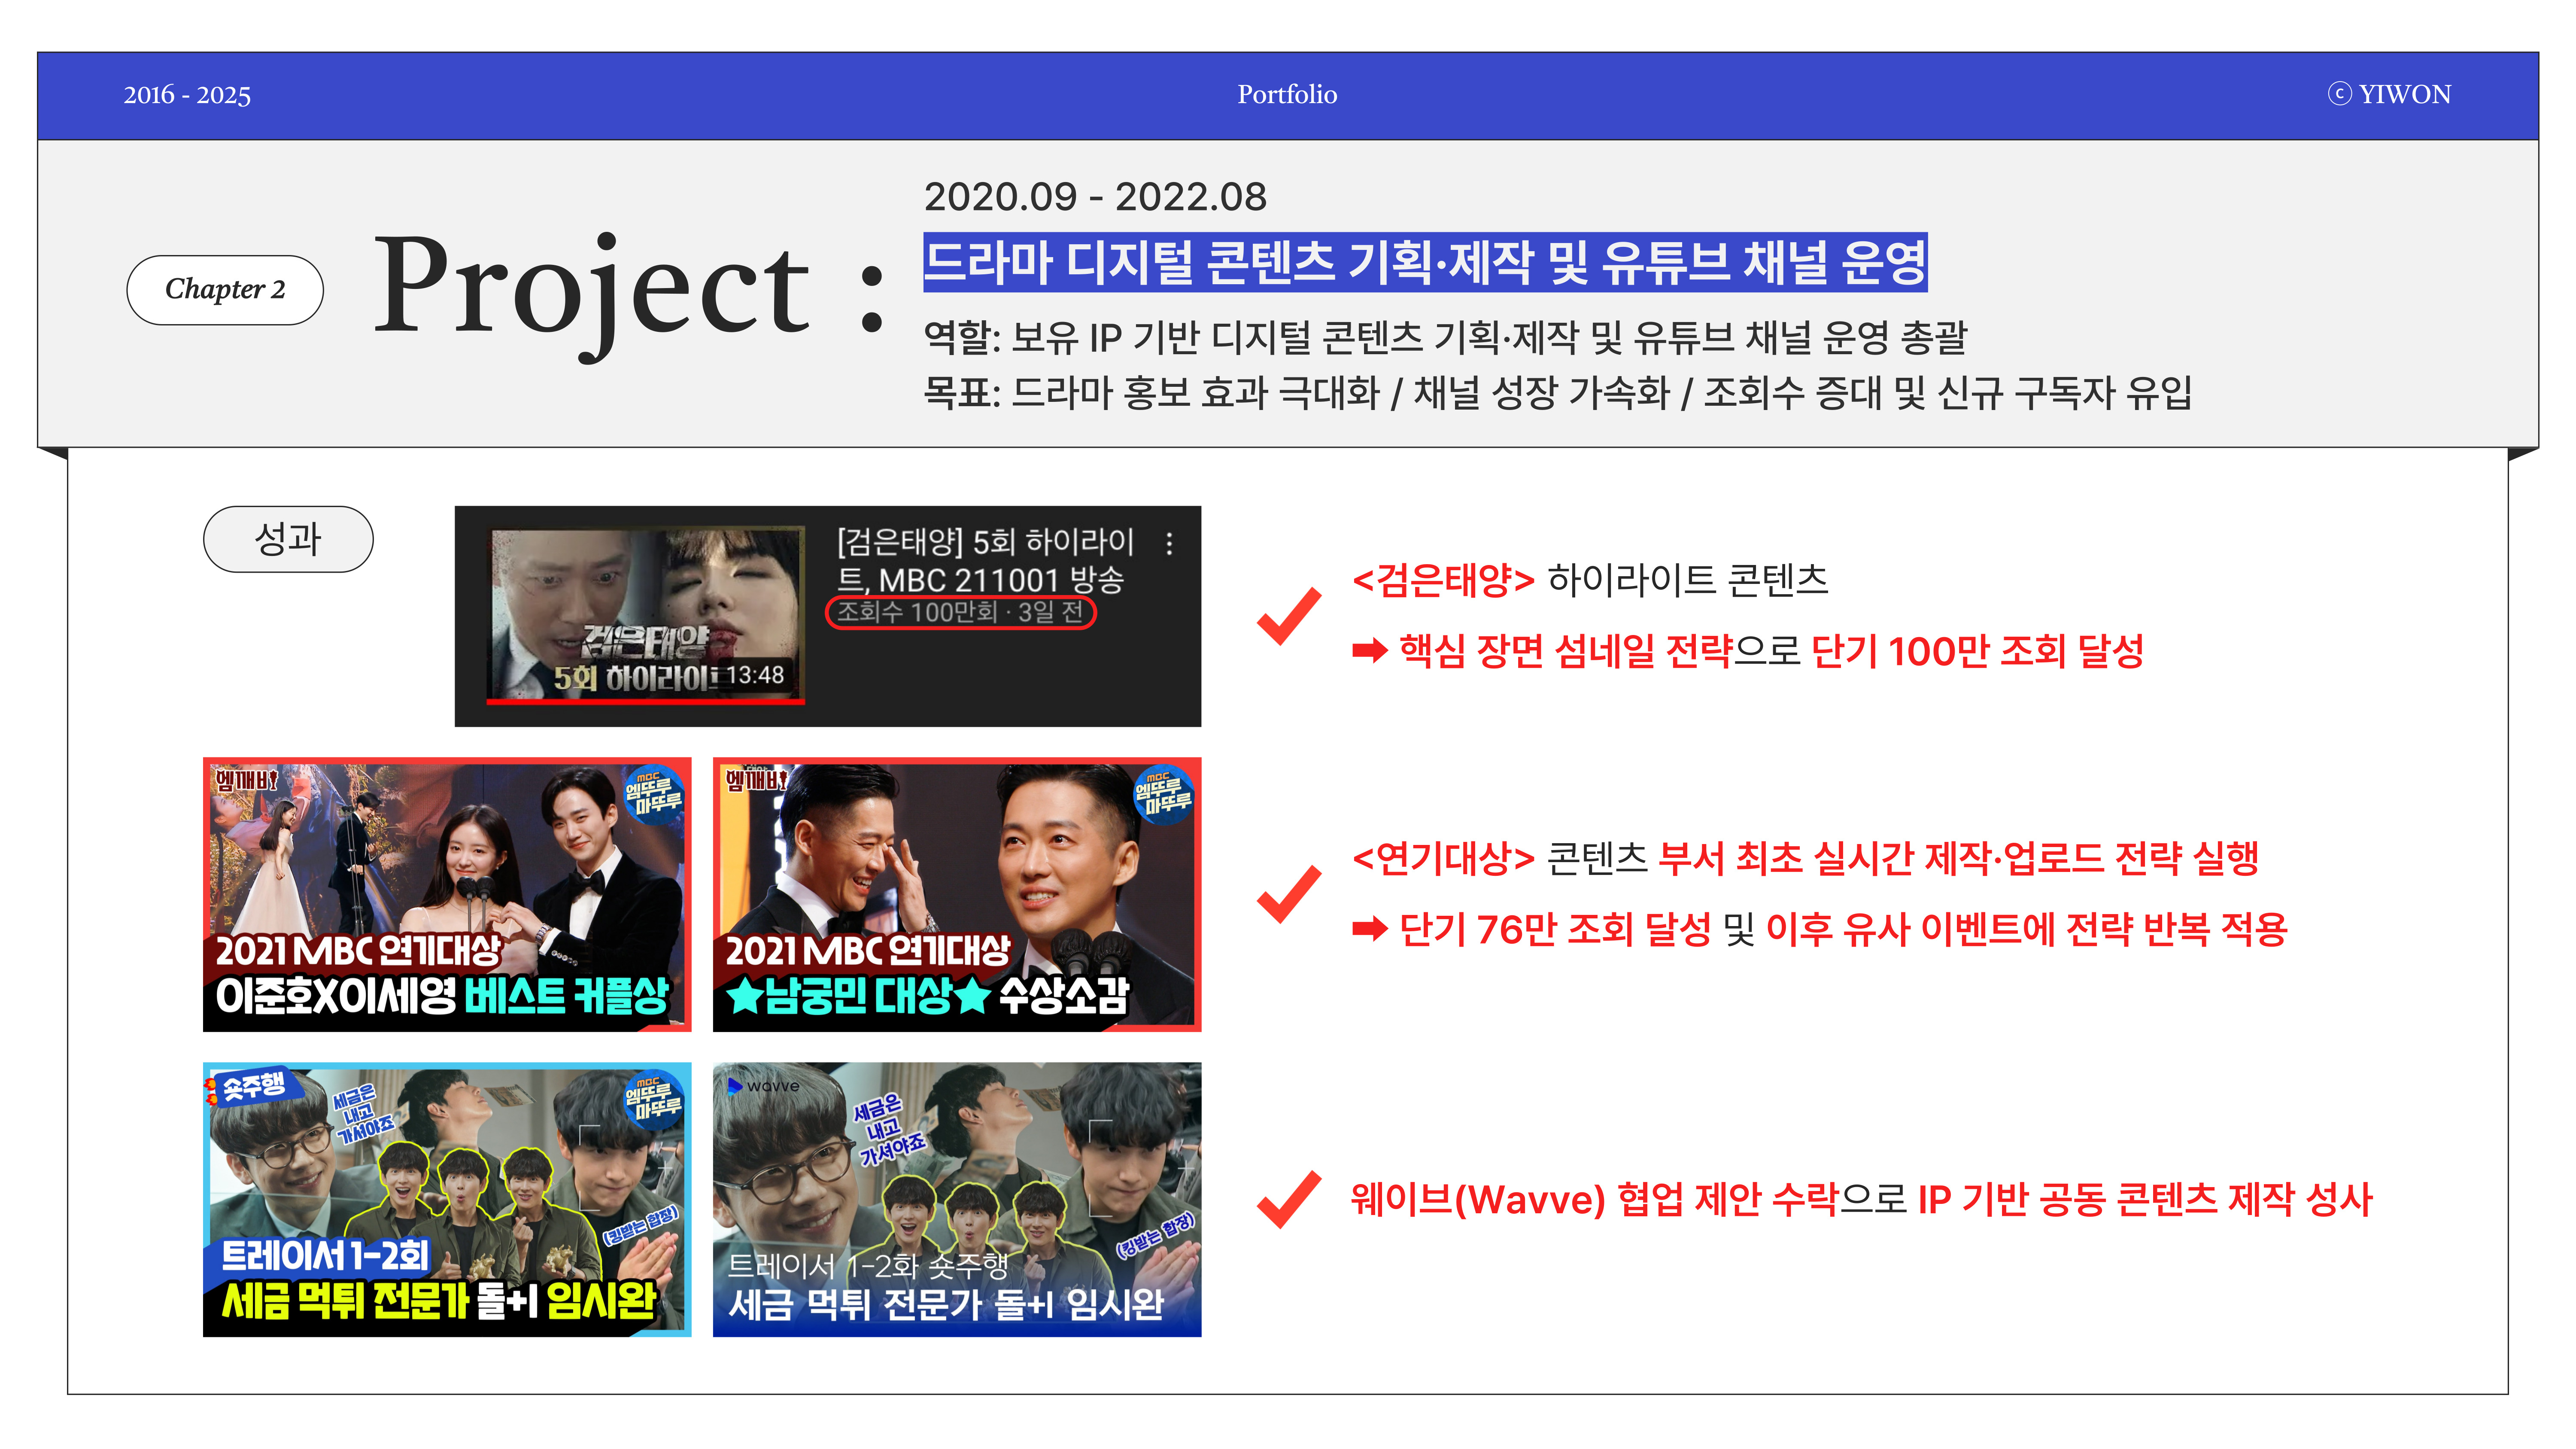 2016 - 2025
Portfolio
ⓒ YIWON
Chapter 2
Project :
2020.09 - 2022.08
드라마 디지털 콘텐츠 기획·제작 및 유튜브 채널 운영
역할: 보유 IP 기반 디지털 콘텐츠 기획·제작 및 유튜브 채널 운영 총괄
목표: 드라마 홍보 효과 극대화 / 채널 성장 가속화 / 조회수 증대 및 신규 구독자 유입
성과
검은태양
5회 하이라이
13:48
[검은태양] 5회 하이라이
트, MBC 211001 방송
조회수 100만회 · 3일 전
<검은태양> 하이라이트 콘텐츠
➡ 핵심 장면 섬네일 전략으로 단기 100만 조회 달성
엠깨비
mbc
엠뚜루
마뚜루
2021 MBC 연기대상
이준호X이세영 베스트 커플상
엠깨비
mbc
엠뚜루
마뚜루
2021 MBC 연기대상
★남궁민 대상★ 수상소감
<연기대상> 콘텐츠 부서 최초 실시간 제작·업로드 전략 실행
➡ 단기 76만 조회 달성 및 이후 유사 이벤트에 전략 반복 적용
숏주행
세금은
내고
가셔야죠
mbc
엠뚜루
마뚜루
(킹받는 합장)
트레이서 1-2회
세금 먹튀 전문가 돌+I 임시완
wavve
세금은
내고
가셔야죠
(킹받는 합장)
트레이서 1-2화 숏주행
세금 먹튀 전문가 돌+I 임시완
웨이브(Wavve) 협업 제안 수락으로 IP 기반 공동 콘텐츠 제작 성사